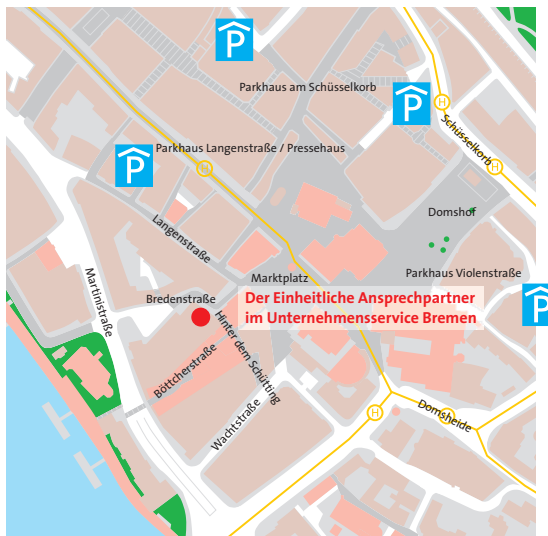 P
Parkhaus am Schüsselkorb
P
H
Schüsselkorb
Parkhaus Langenstraße / Pressehaus
P
H
H
Domshof
Langenstraße
Parkhaus Violenstraße
Marktplatz
Martinistraße
Bredenstraße
Der Einheitliche Ansprechpartner
im Unternehmensservice Bremen
P
Hinter dem Schütting
Böttcherstraße
Wachtstraße
H
Domsheide
H